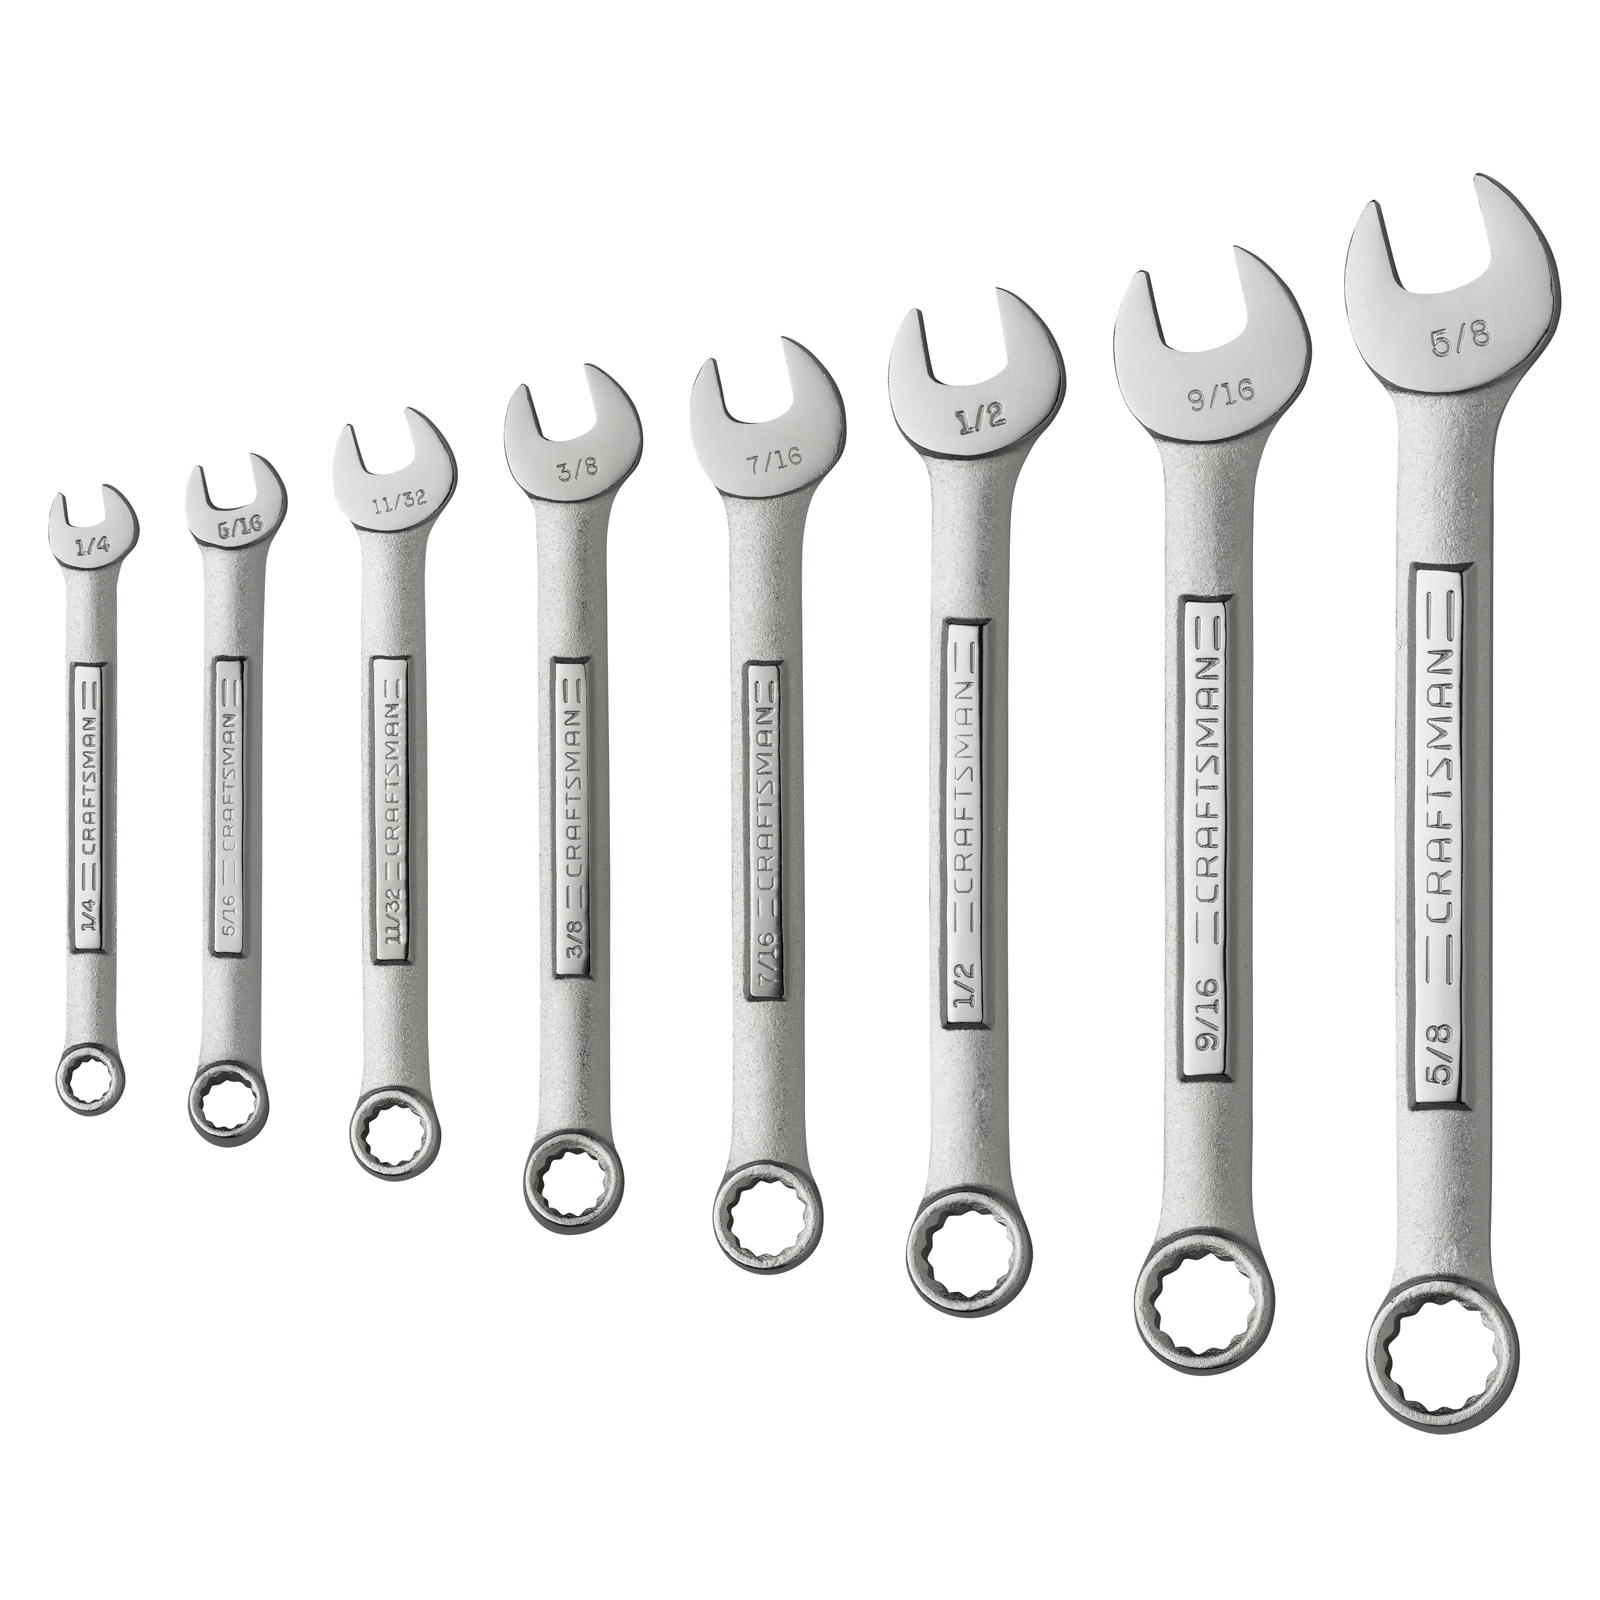 1/4
1/4 CRAFTSMAN
5/16
5/16 CRAFTSMAN
11/32
11/32 CRAFTSMAN
3/8
3/8 CRAFTSMAN
7/16
7/16 CRAFTSMAN
1/2
1/2 CRAFTSMAN
9/16
9/16 CRAFTSMAN
5/8
5/8 CRAFTSMAN